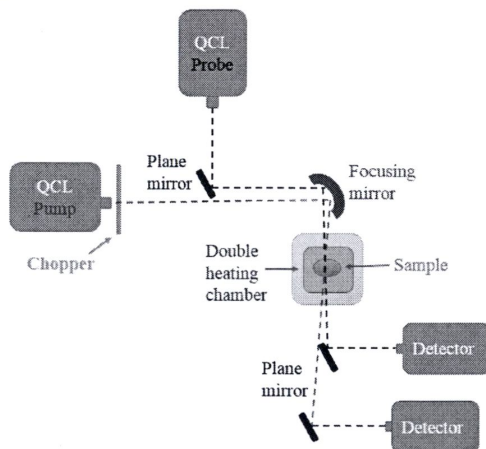 QCL
Probe
Plane
mirror
Focusing
mirror
QCL
Pump
Chopper
Double
heating
chamber
Sample
Detector
Plane
mirror
Detector